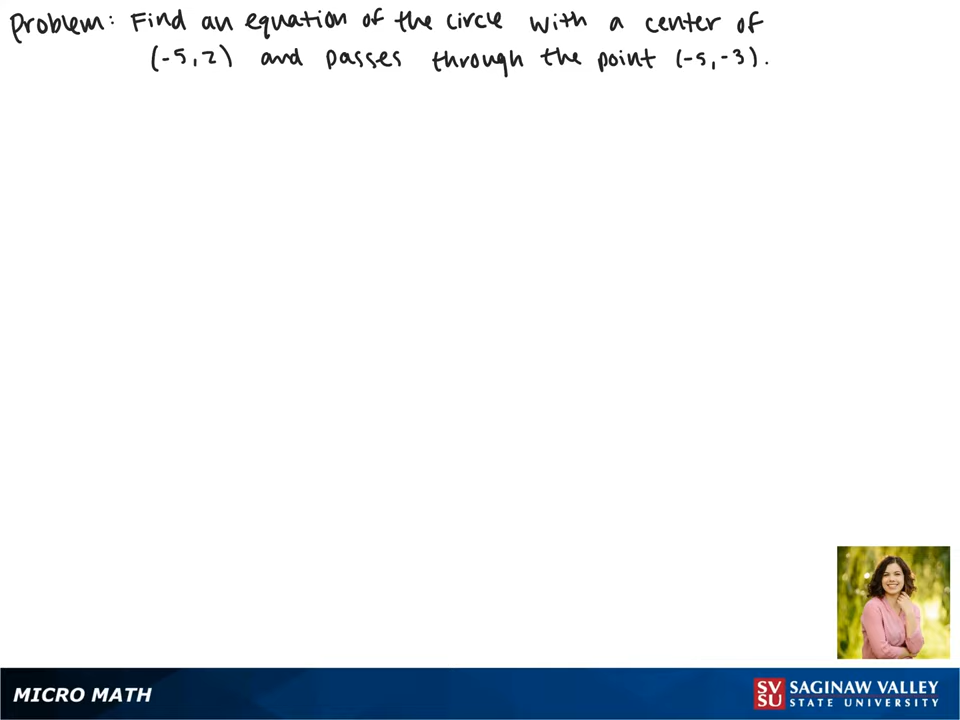 Problem: Find an equation of the circle with a center of
(-5,2) and passes through the point (-5,-3).
MICRO MATH
SV
SU
SAGINAW VALLEY
STATE UNIVERSITY